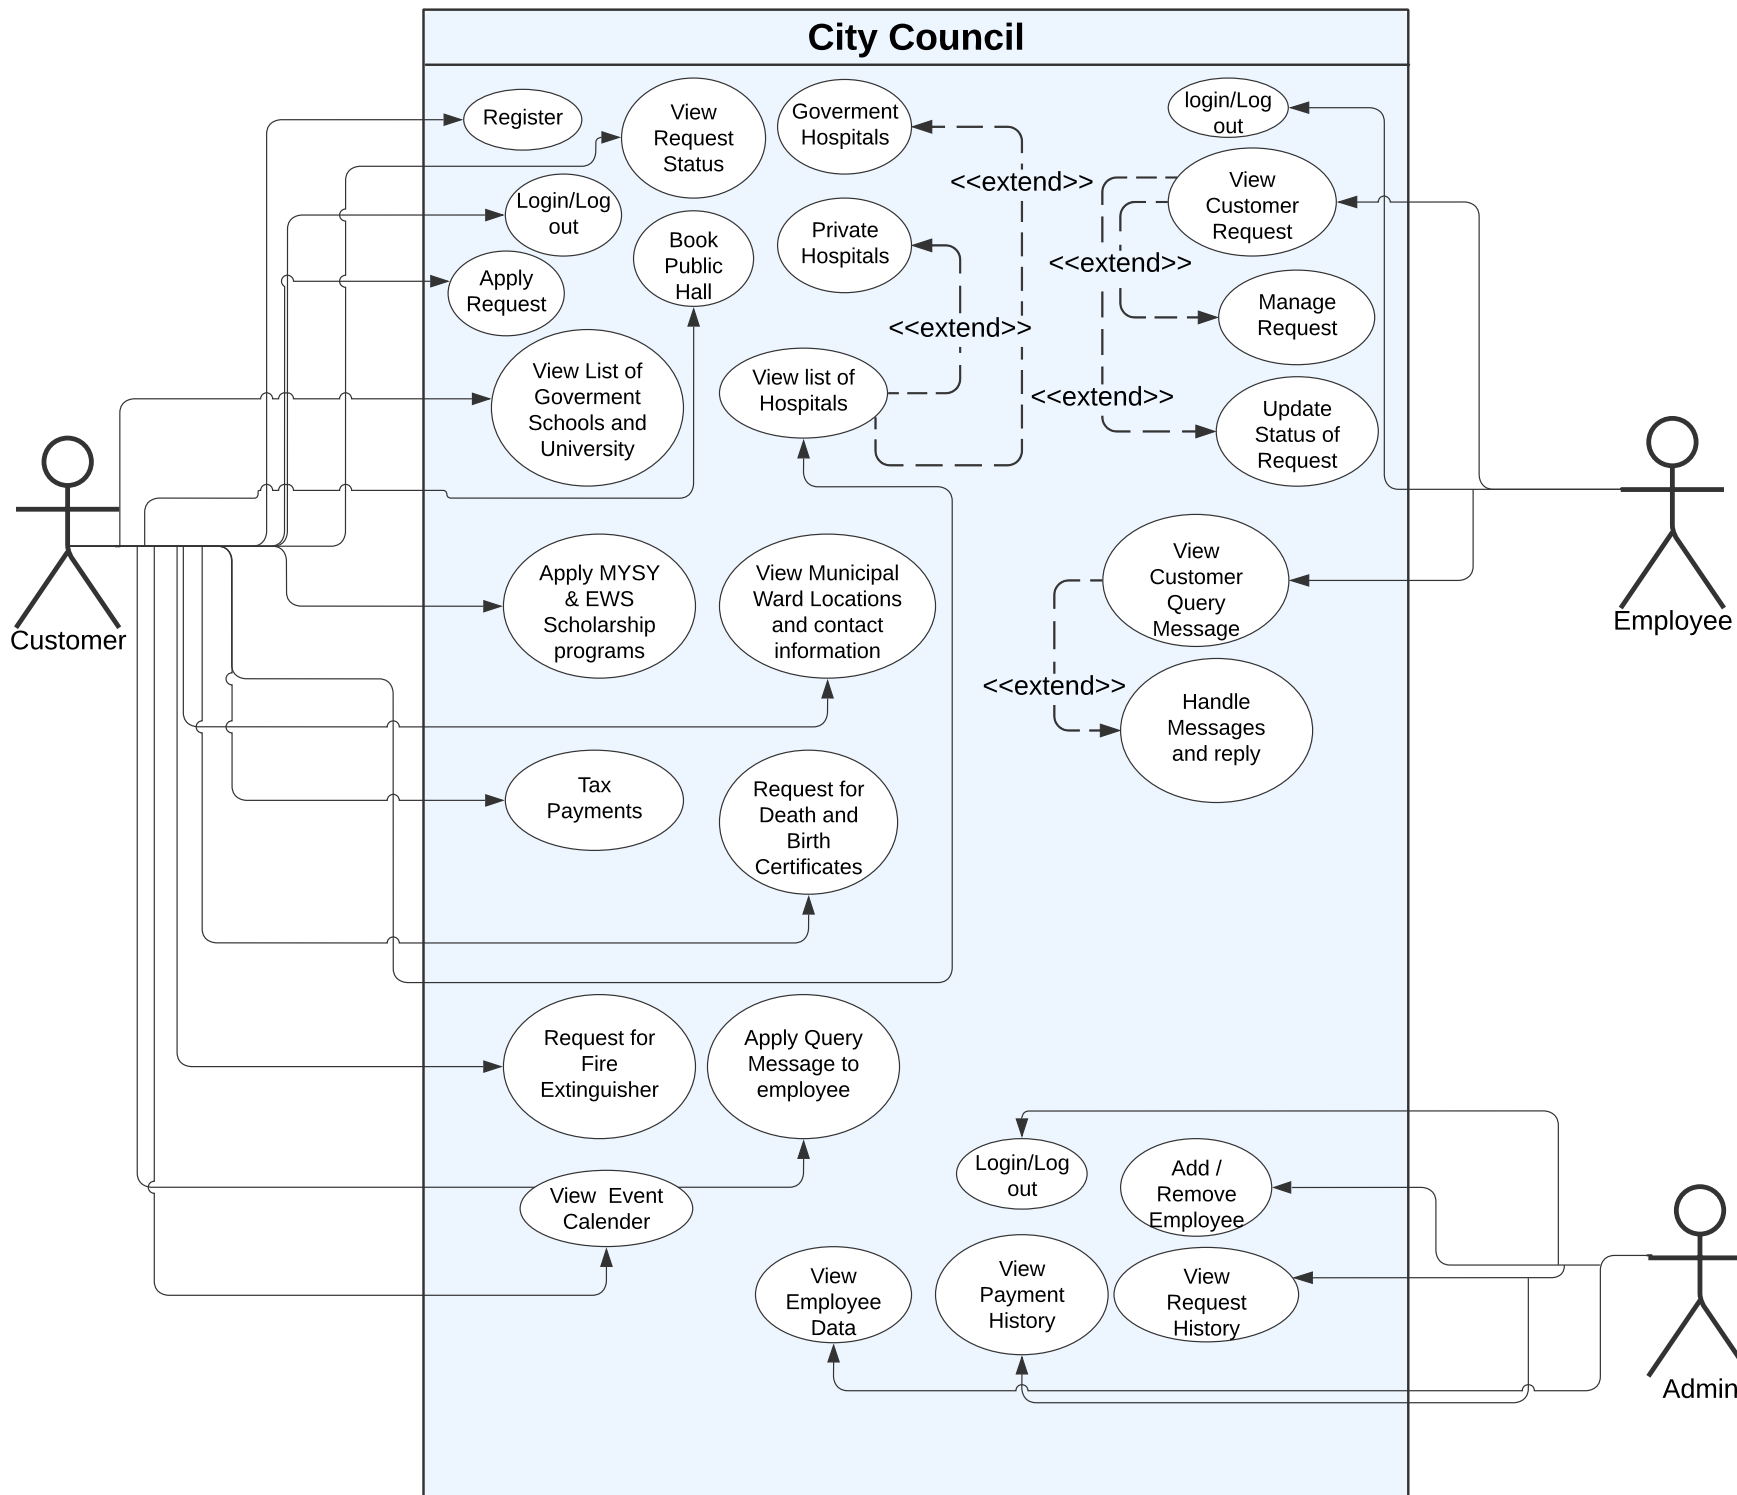 City Council
Register
View
Request
Status
Goverment
Hospitals
login/Log
out
<<extend>>
View
Customer
Request
Login/Log
out
Book
Public
Hall
Private
Hospitals
<<extend>>
Apply
Request
Manage
Request
<<extend>>
View List of
Goverment
Schools and
University
View list of
Hospitals
<<extend>>
Update
Status of
Request
Customer
Employee
Apply MYSY
& EWS
Scholarship
programs
View Municipal
Ward Locations
and contact
information
View
Customer
Query
Message
<<extend>>
Handle
Messages
and reply
Tax
Payments
Request for
Death and
Birth
Certificates
Request for
Fire
Extinguisher
Apply Query
Message to
employee
Login/Log
out
Add /
Remove
Employee
View  Event
Calender
View
Employee
Data
View
Payment
History
View
Request
History
Admin